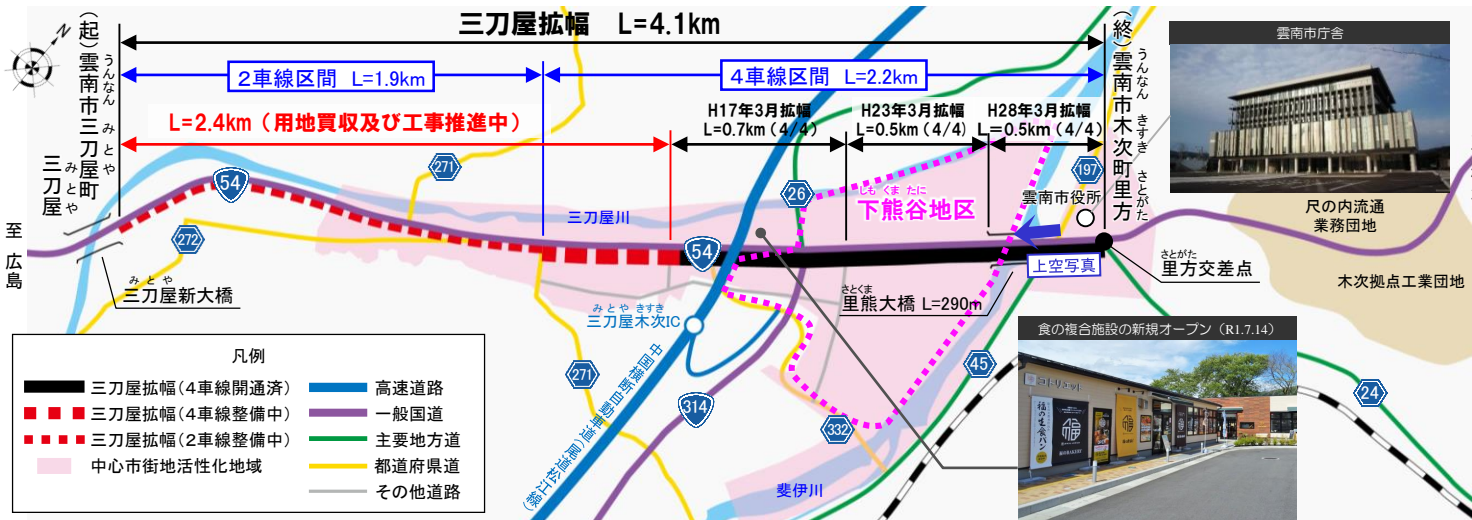 三刀屋拡幅 L=4.1km
N
(起)雲南市三刀屋町三刀屋
うんなん みとや
みとや
(終)雲南市木次町里方
うんなん きすき さとがた
2車線区間 L=1.9km
4車線区間 L=2.2km
L=2.4km(用地買収及び工事推進中)
H17年3月拡幅
L=0.7km(4/4)
H23年3月拡幅
L=0.5km(4/4)
H28年3月拡幅
L=0.5km(4/4)
雲南市庁舎
271
54
26
197
しも くま たに
下熊谷地区
雲南市役所
三刀屋川
272
54
至 広島
みとや
三刀屋新大橋
上空写真
さとがた
里方交差点
尺の内流通
業務団地
木次拠点工業団地
さとくま
里熊大橋 L=290m
みとや きすき
三刀屋木次IC
中国横断自動車道(尾道松江線)
271
314
332
45
24
斐伊川
食の複合施設の新規オープン(R1.7.14)
コトリエット
福の生食パン
福
福
凡例
三刀屋拡幅(4車線開通済)
三刀屋拡幅(4車線整備中)
三刀屋拡幅(2車線整備中)
中心市街地活性化地域
高速道路
一般国道
主要地方道
都道府県道
その他道路